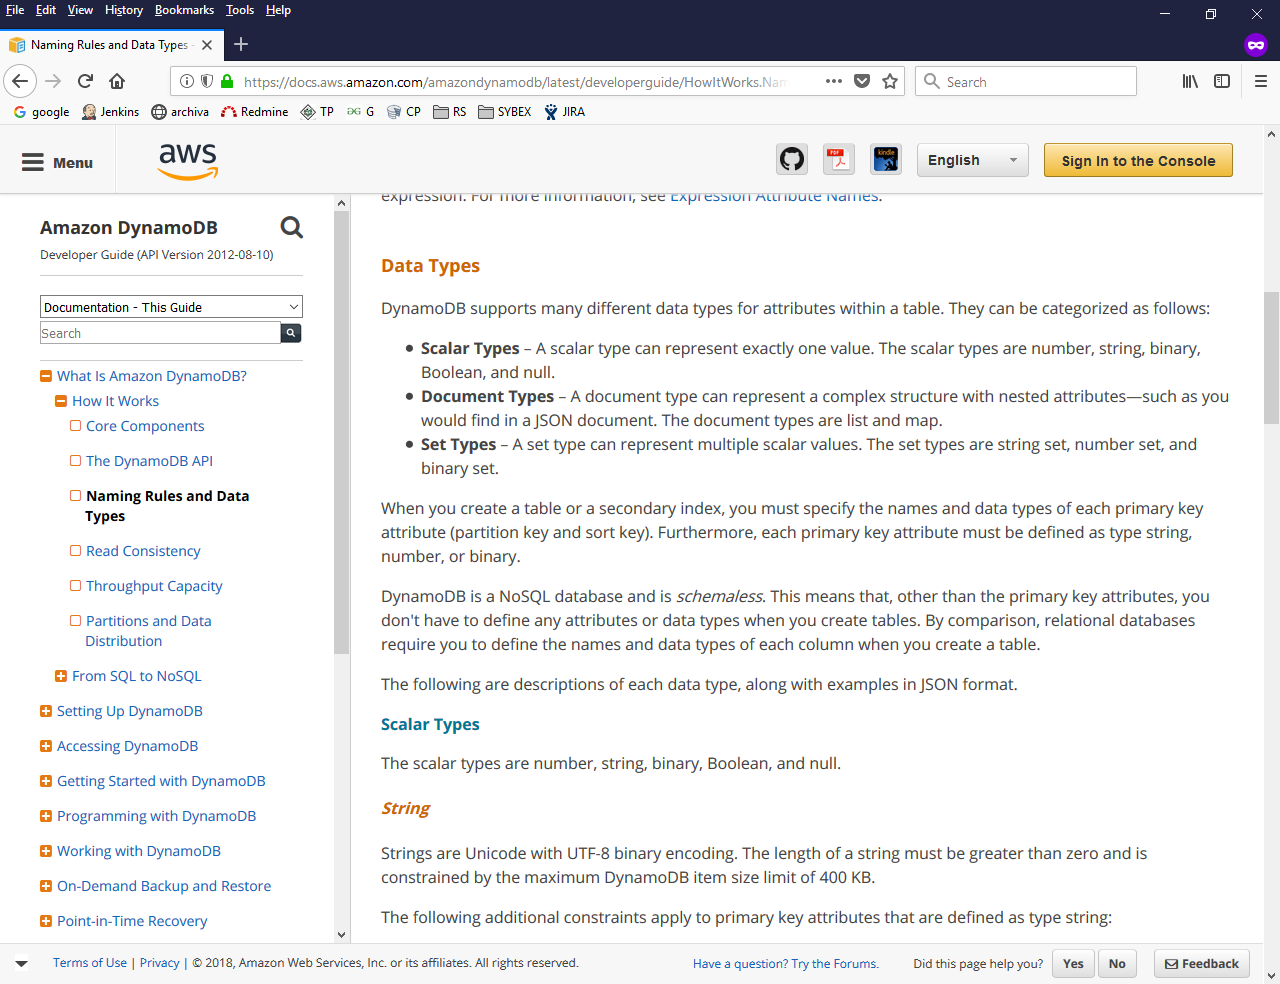 File Edit View History Bookmarks Tools Help
Naming Rules and Data Types -
https://docs.aws.amazon.com/amazondynamodb/latest/developerguide/HowItWorks.Nam
Search
google Jenkins archiva Redmine TP G CP RS SYBEX JIRA
Menu
aws
PDF
kindle
English
Sign In to the Console
Amazon DynamoDB
Developer Guide (API Version 2012-08-10)
Documentation - This Guide
Search
What Is Amazon DynamoDB?
How It Works
Core Components
The DynamoDB API
Naming Rules and Data
Types
Read Consistency
Throughput Capacity
Partitions and Data
Distribution
From SQL to NoSQL
Setting Up DynamoDB
Accessing DynamoDB
Getting Started with DynamoDB
Programming with DynamoDB
Working with DynamoDB
On-Demand Backup and Restore
Point-in-Time Recovery
expression. For more information, see Expression Attribute Names.
Data Types
DynamoDB supports many different data types for attributes within a table. They can be categorized as follows:
• Scalar Types – A scalar type can represent exactly one value. The scalar types are number, string, binary,
Boolean, and null.
• Document Types – A document type can represent a complex structure with nested attributes—such as you
would find in a JSON document. The document types are list and map.
• Set Types – A set type can represent multiple scalar values. The set types are string set, number set, and
binary set.
When you create a table or a secondary index, you must specify the names and data types of each primary key
attribute (partition key and sort key). Furthermore, each primary key attribute must be defined as type string,
number, or binary.
DynamoDB is a NoSQL database and is schemaless. This means that, other than the primary key attributes, you
don't have to define any attributes or data types when you create tables. By comparison, relational databases
require you to define the names and data types of each column when you create a table.
The following are descriptions of each data type, along with examples in JSON format.
Scalar Types
The scalar types are number, string, binary, Boolean, and null.
String
Strings are Unicode with UTF-8 binary encoding. The length of a string must be greater than zero and is
constrained by the maximum DynamoDB item size limit of 400 KB.
The following additional constraints apply to primary key attributes that are defined as type string:
Terms of Use | Privacy | © 2018, Amazon Web Services, Inc. or its affiliates. All rights reserved.
Have a question? Try the Forums.
Did this page help you? Yes No Feedback